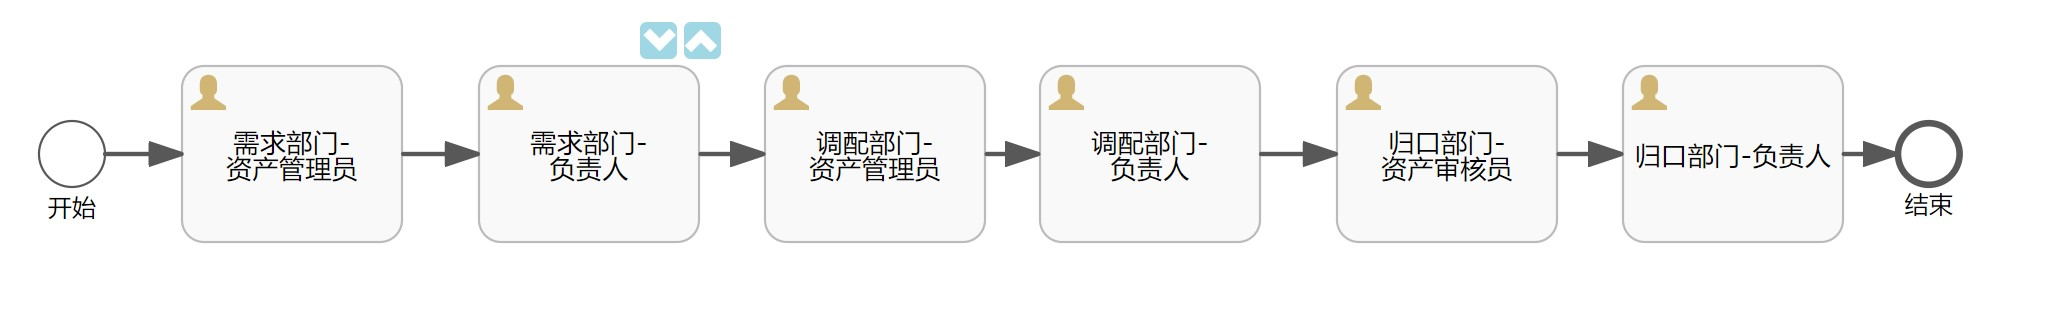 开始
需求部门-
资产管理员
需求部门-
负责人
调配部门-
资产管理员
调配部门-
负责人
归口部门-
资产审核员
归口部门-负责人
结束